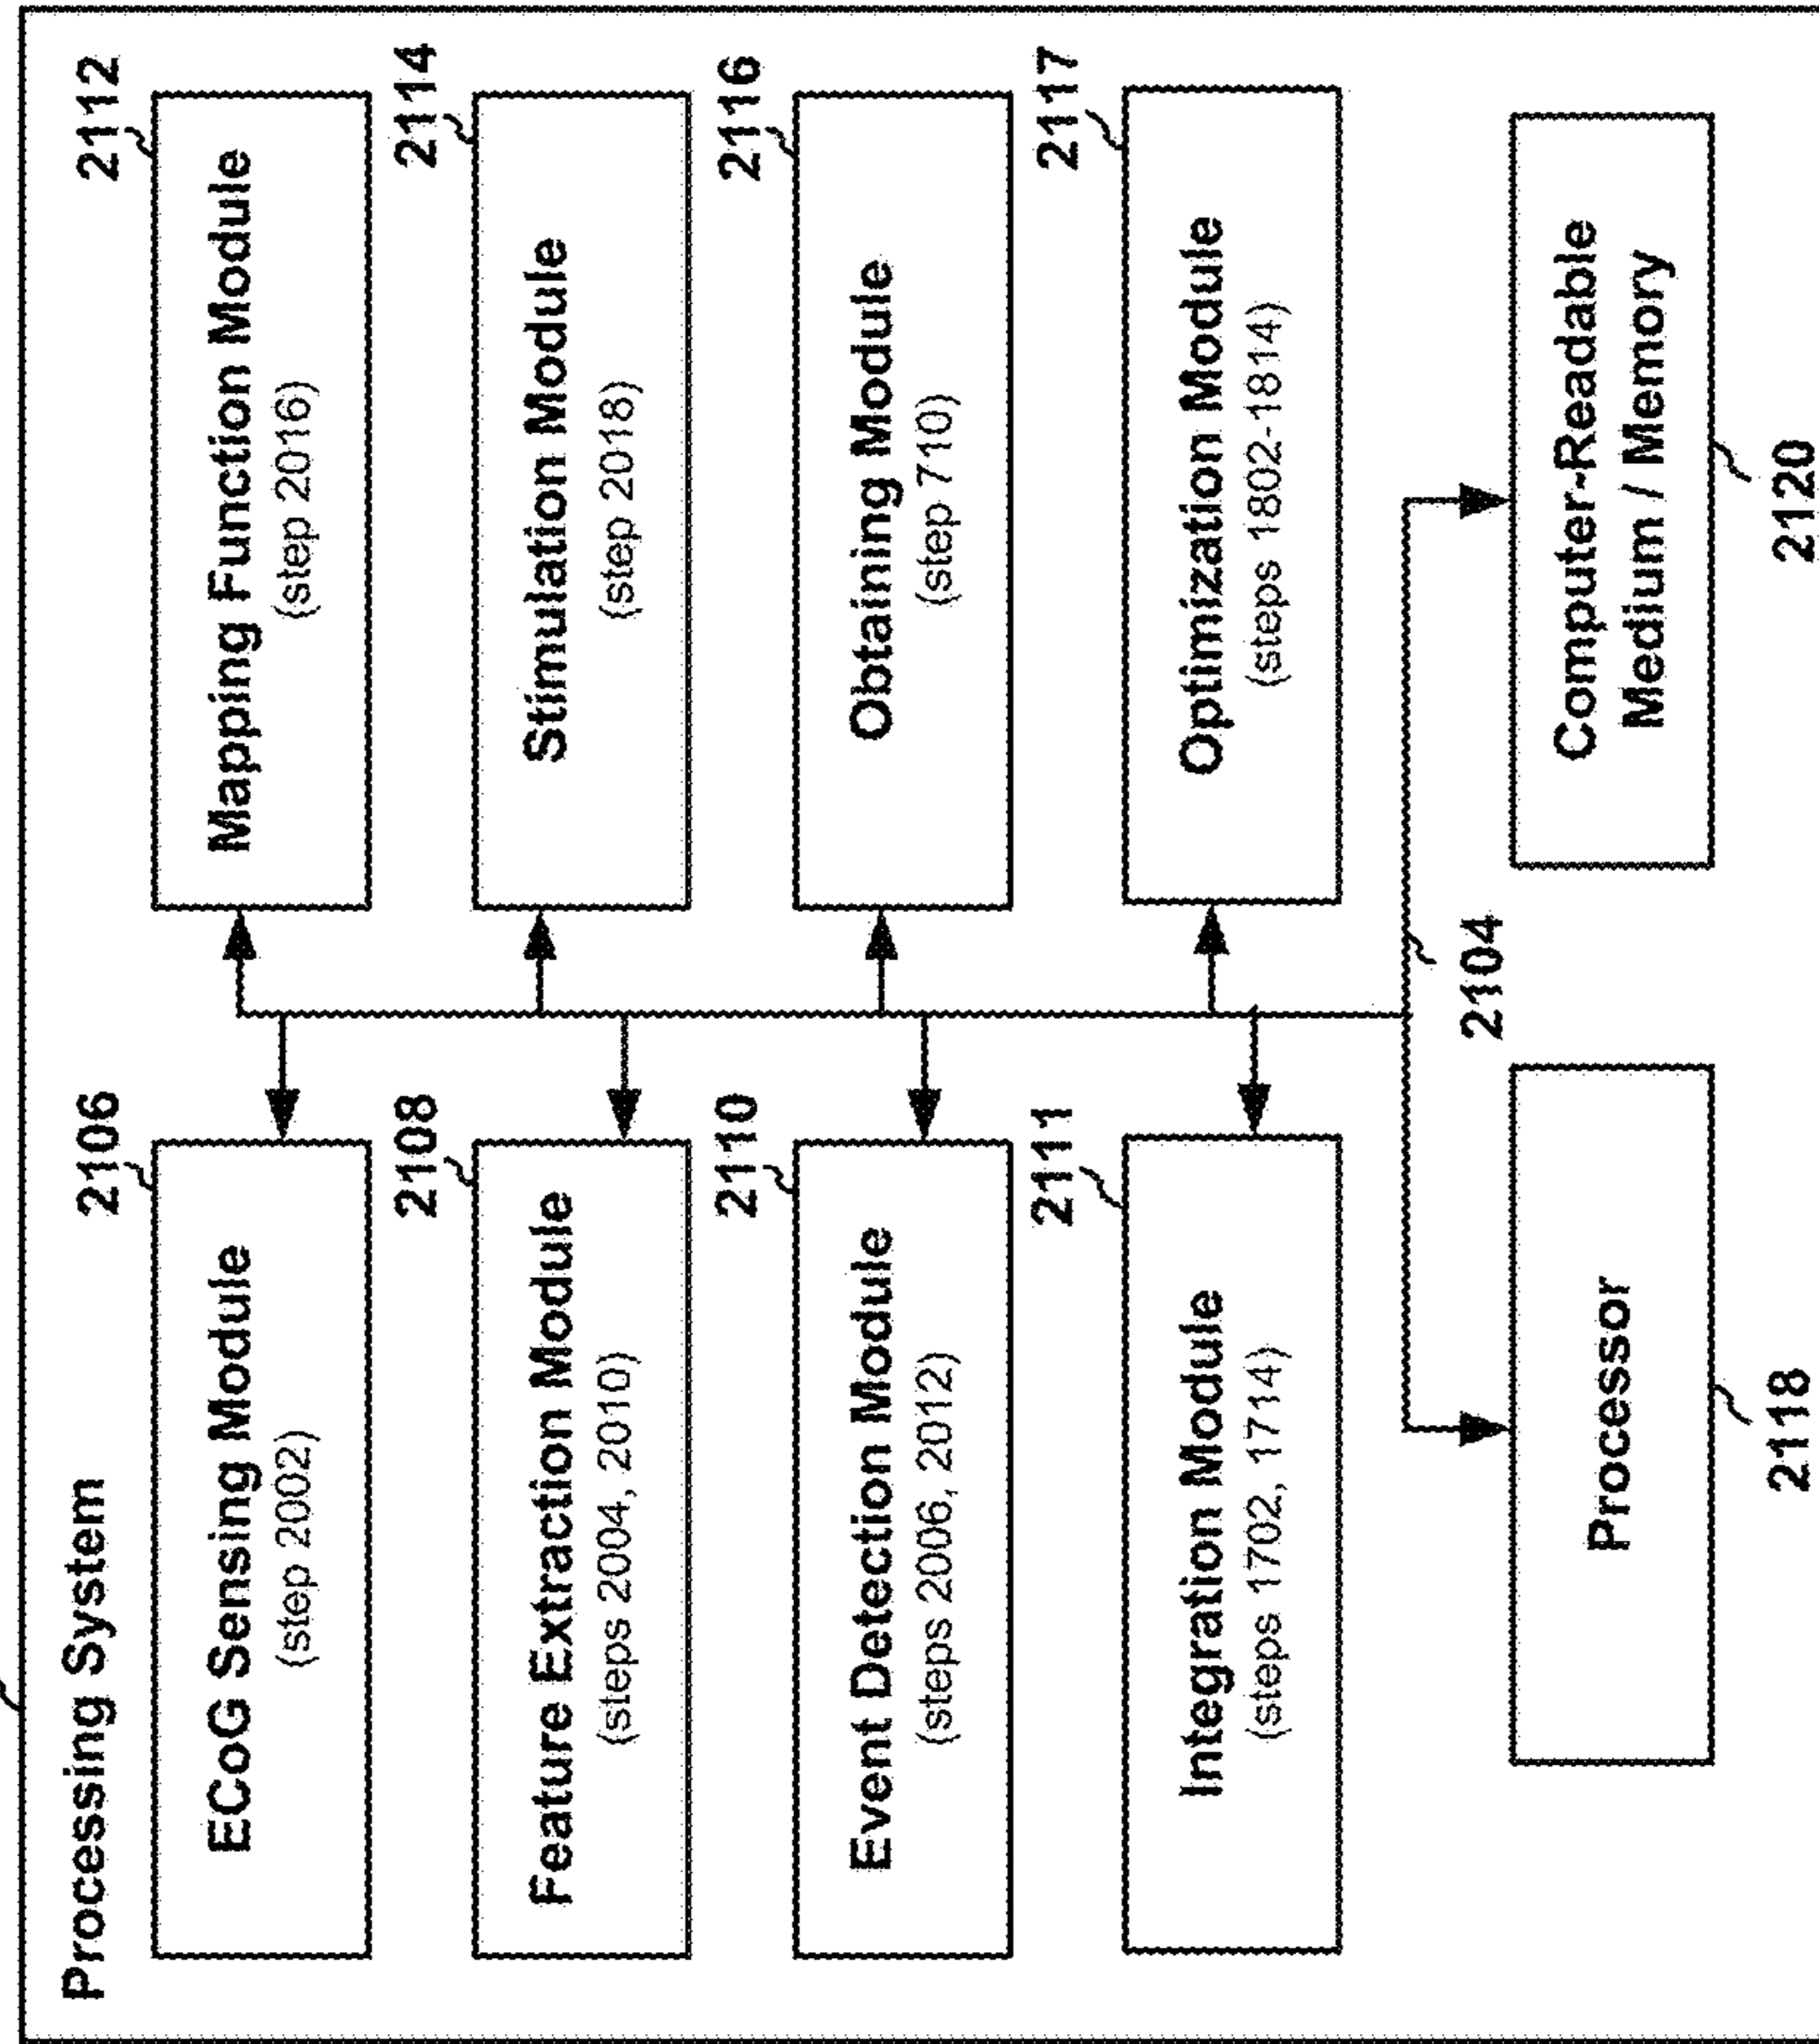 Processing System
2106
ECoG Sensing Module
(step 2002)
2112
Mapping Function Module
(step 2016)
2108
Feature Extraction Module
(steps 2004, 2010)
2114
Stimulation Module
(step 2018)
2110
Event Detection Module
(steps 2006, 2012)
2116
Obtaining Module
(step 710)
2111
Integration Module
(steps 1702, 1714)
2117
Optimization Module
(steps 1802-1814)
2104
Processor
2118
Computer-Readable
Medium / Memory
2120